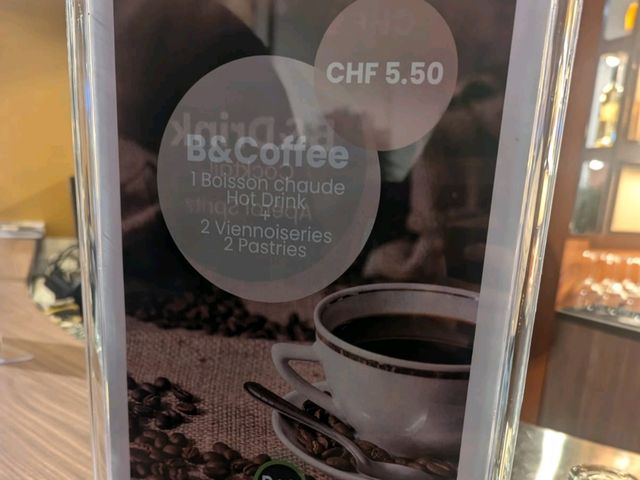 CHF 5.50
B&Coffee
1 Boisson chaude
Hot Drink
+
2 Viennoiseries
2 Pastries